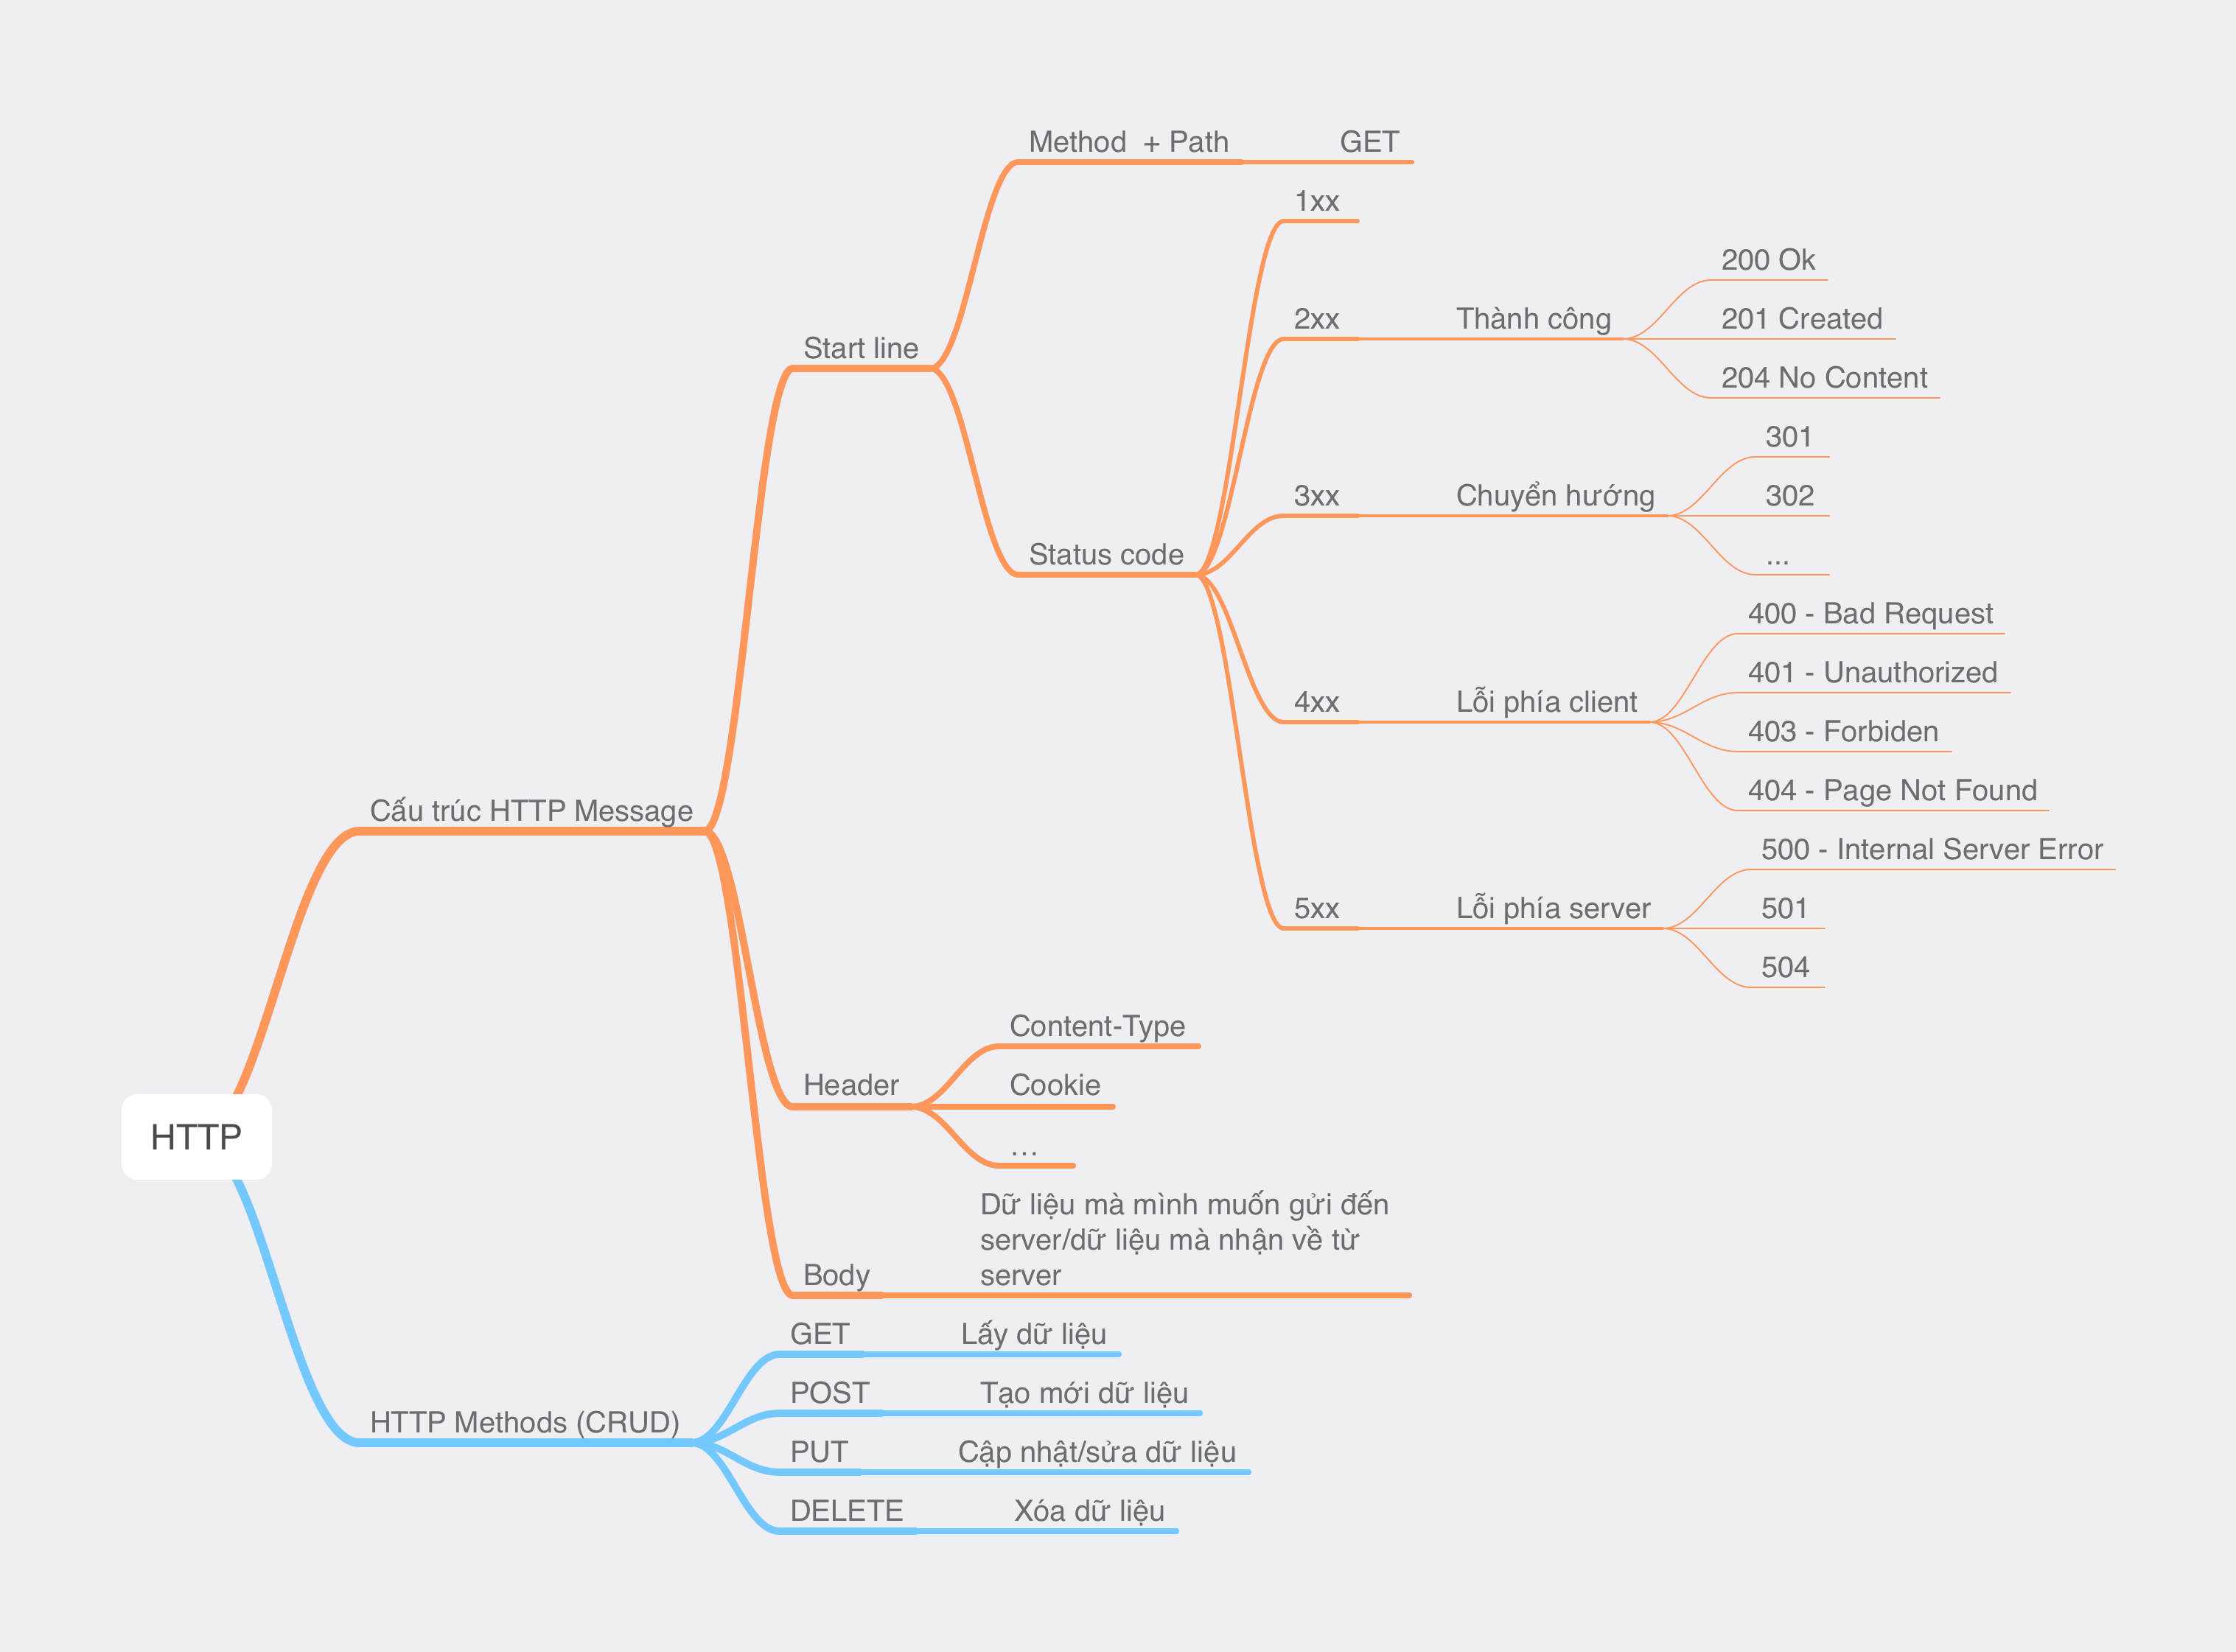 HTTP
Cấu trúc HTTP Message
Start line
Method + Path
GET
Status code
1xx
2xx
Thành công
200 Ok
201 Created
204 No Content
3xx
Chuyển hướng
301
302
...
4xx
Lỗi phía client
400 - Bad Request
401 - Unauthorized
403 - Forbiden
404 - Page Not Found
5xx
Lỗi phía server
500 - Internal Server Error
501
504
Header
Content-Type
Cookie
…
Body
Dữ liệu mà mình muốn gửi đến
server/dữ liệu mà nhận về từ
server
HTTP Methods (CRUD)
GET
Lấy dữ liệu
POST
Tạo mới dữ liệu
PUT
Cập nhật/sửa dữ liệu
DELETE
Xóa dữ liệu